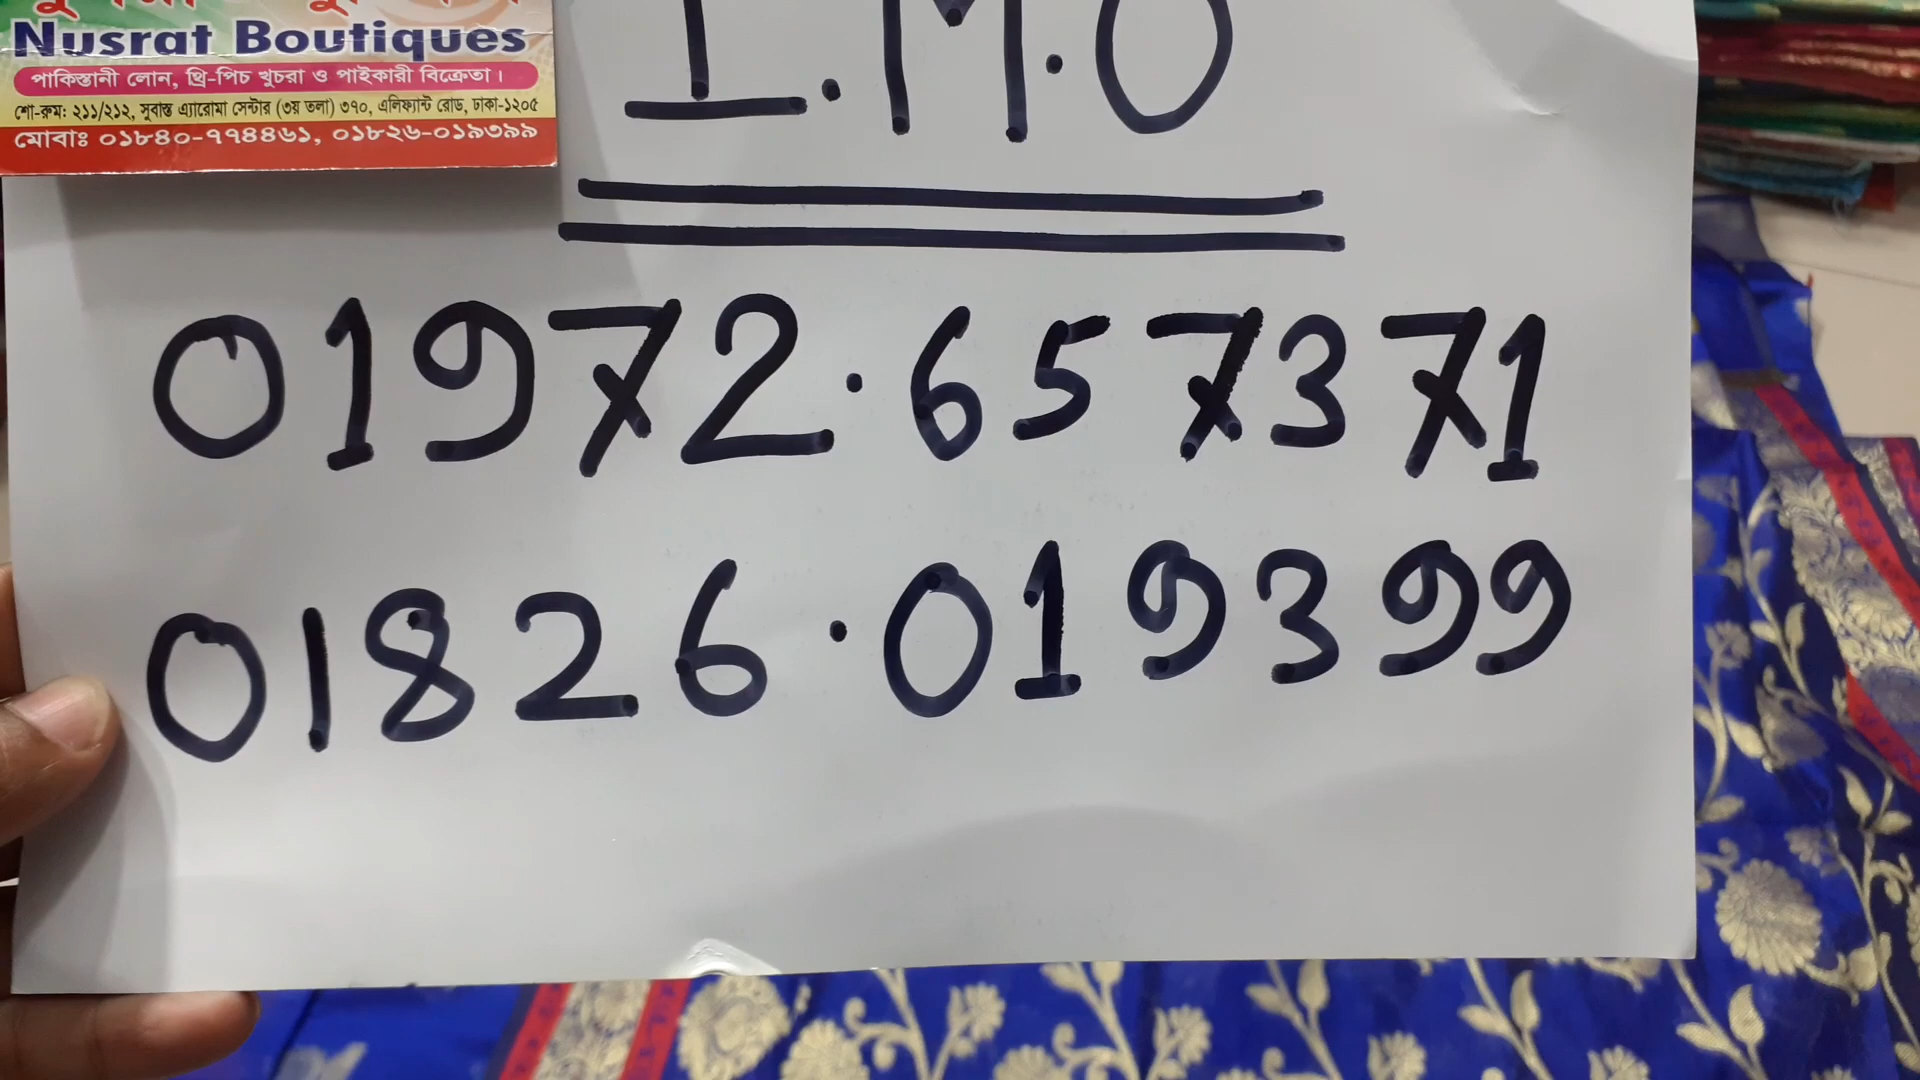 Nusrat Boutiques
পাকিস্তানী লোন, থ্রি-পিচ খুচরা ও পাইকারী বিক্রেতা।
শো-রুম: ২১১/২১২, সুবাস্তু এ্যারোমা সেন্টার (৩য় তলা) ৩৭০, এলিফ্যান্ট রোড, ঢাকা-১২০৫
মোবাঃ ০১৮৪০-৭৭৪৪৬১, ০১৮২৬-০১৯৩৯৯
I.M.O
01972.657371
01826.019399